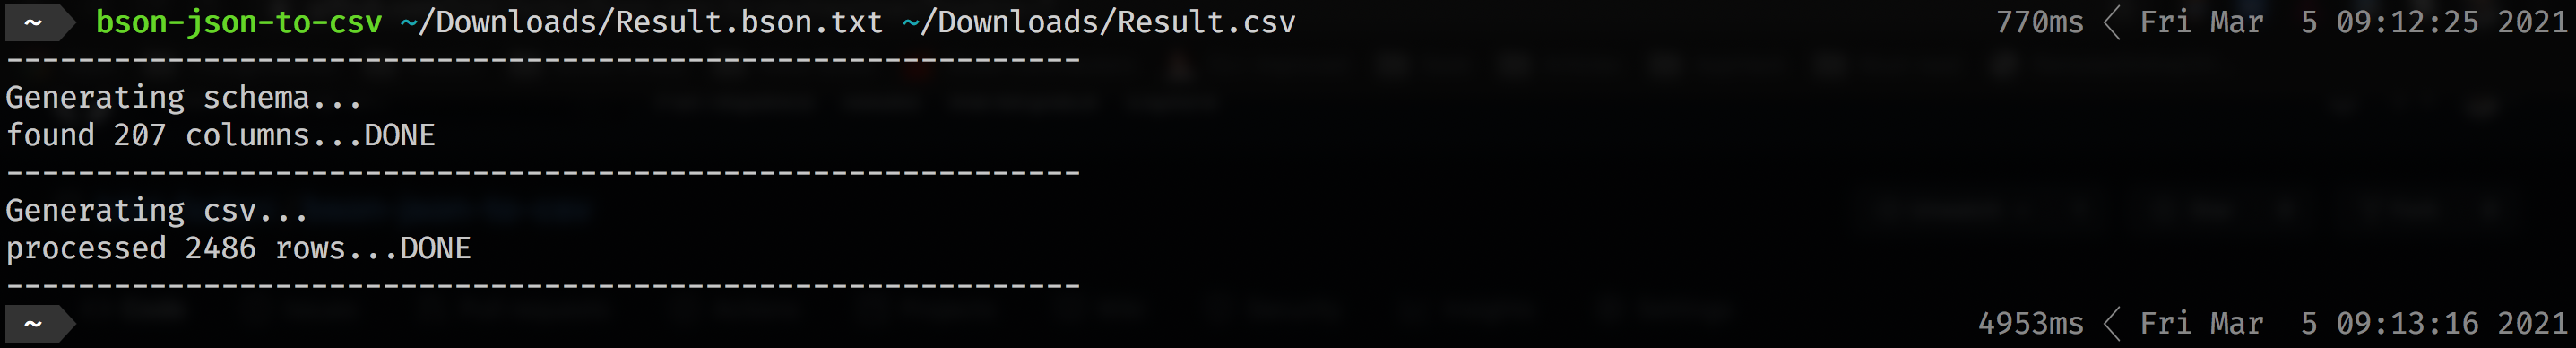 ~ bson-json-to-csv ~/Downloads/Result.bson.txt ~/Downloads/Result.csv 770ms Fri Mar  5 09:12:25 2021
------------------------------------------------------------
Generating schema...
found 207 columns...DONE
------------------------------------------------------------
Generating csv...
processed 2486 rows...DONE
------------------------------------------------------------
~ 4953ms Fri Mar  5 09:13:16 2021